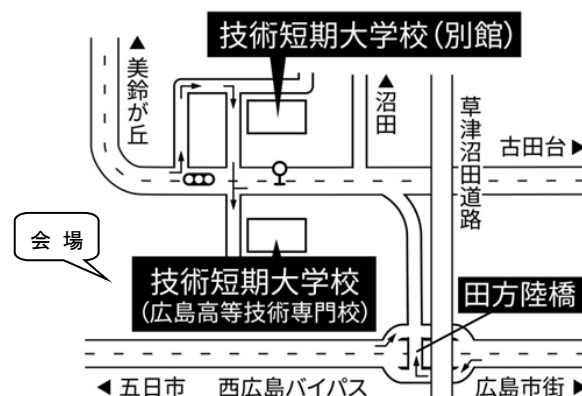 技術短期大学校(別館)
▲美鈴が丘
▲沼田
草津沼田道路
古田台▶
会 場
技術短期大学校
(広島高等技術専門校)
田方陸橋
◀五日市
西広島バイパス
広島市街▶